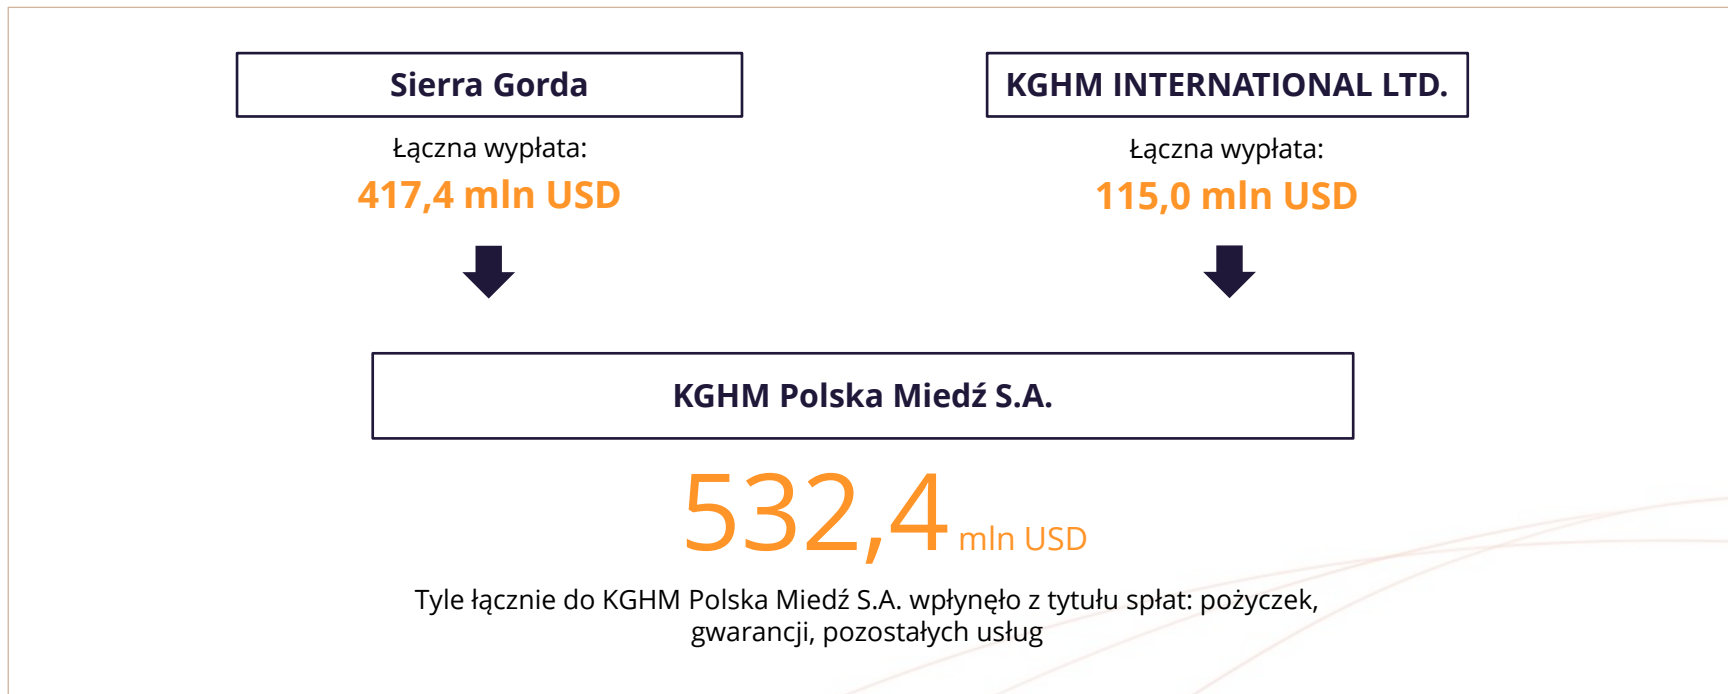 Sierra Gorda
Łączna wypłata:
417,4 mln USD
KGHM INTERNATIONAL LTD.
Łączna wypłata:
115,0 mln USD
KGHM Polska Miedź S.A.
532,4 mln USD
Tyle łącznie do KGHM Polska Miedź S.A. wpłynęło z tytułu spłat: pożyczek,
gwarancji, pozostałych usług